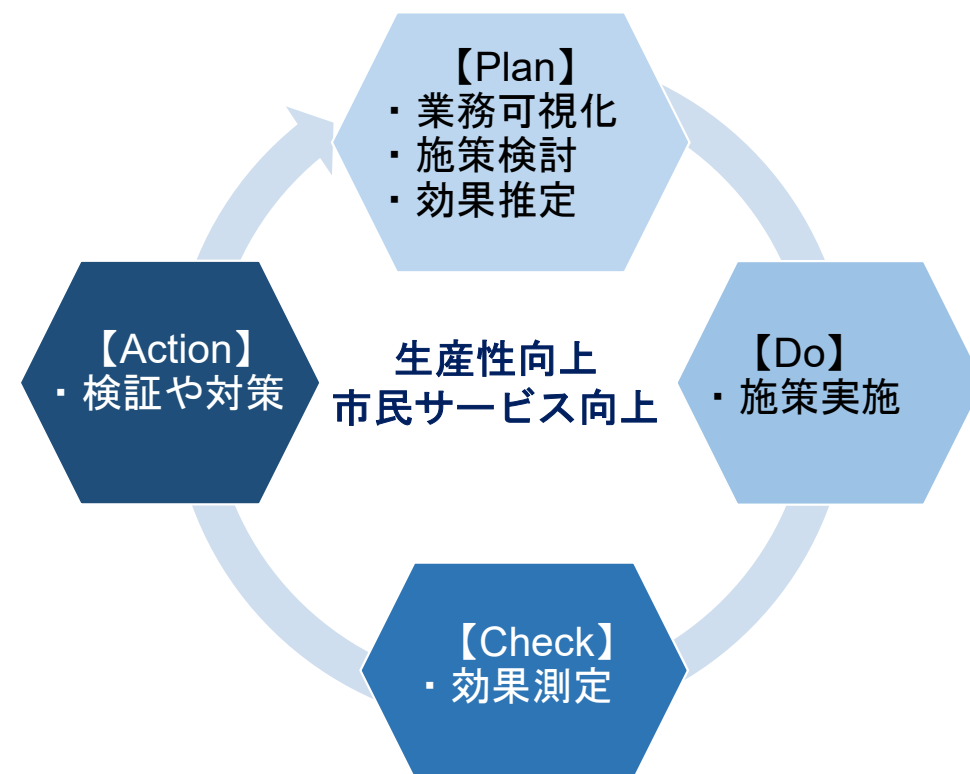 【Plan】
・業務可視化
・施策検討
・効果推定
【Action】
・検証や対策
生産性向上
市民サービス向上
【Do】
・施策実施
【Check】
・効果測定